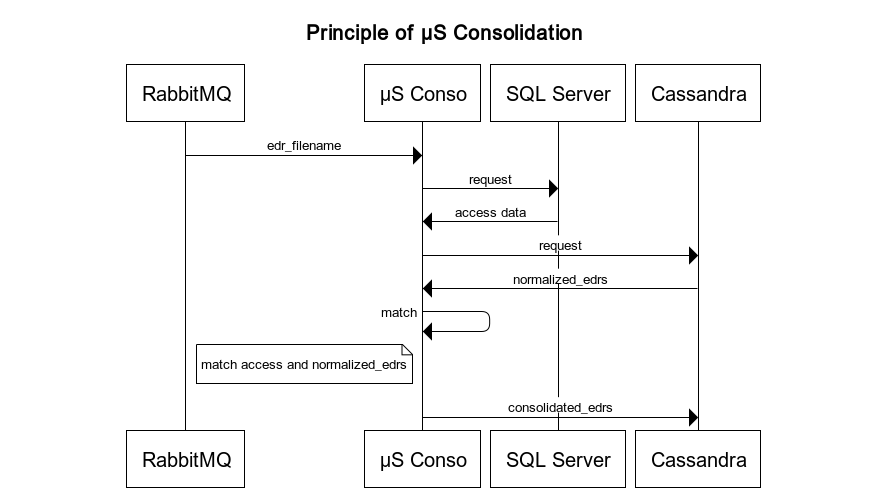 Principle of µS Consolidation
RabbitMQ
µS Conso
SQL Server
Cassandra
edr_filename
request
access data
request
normalized_edrs
match
match access and normalized_edrs
consolidated_edrs
RabbitMQ
µS Conso
SQL Server
Cassandra